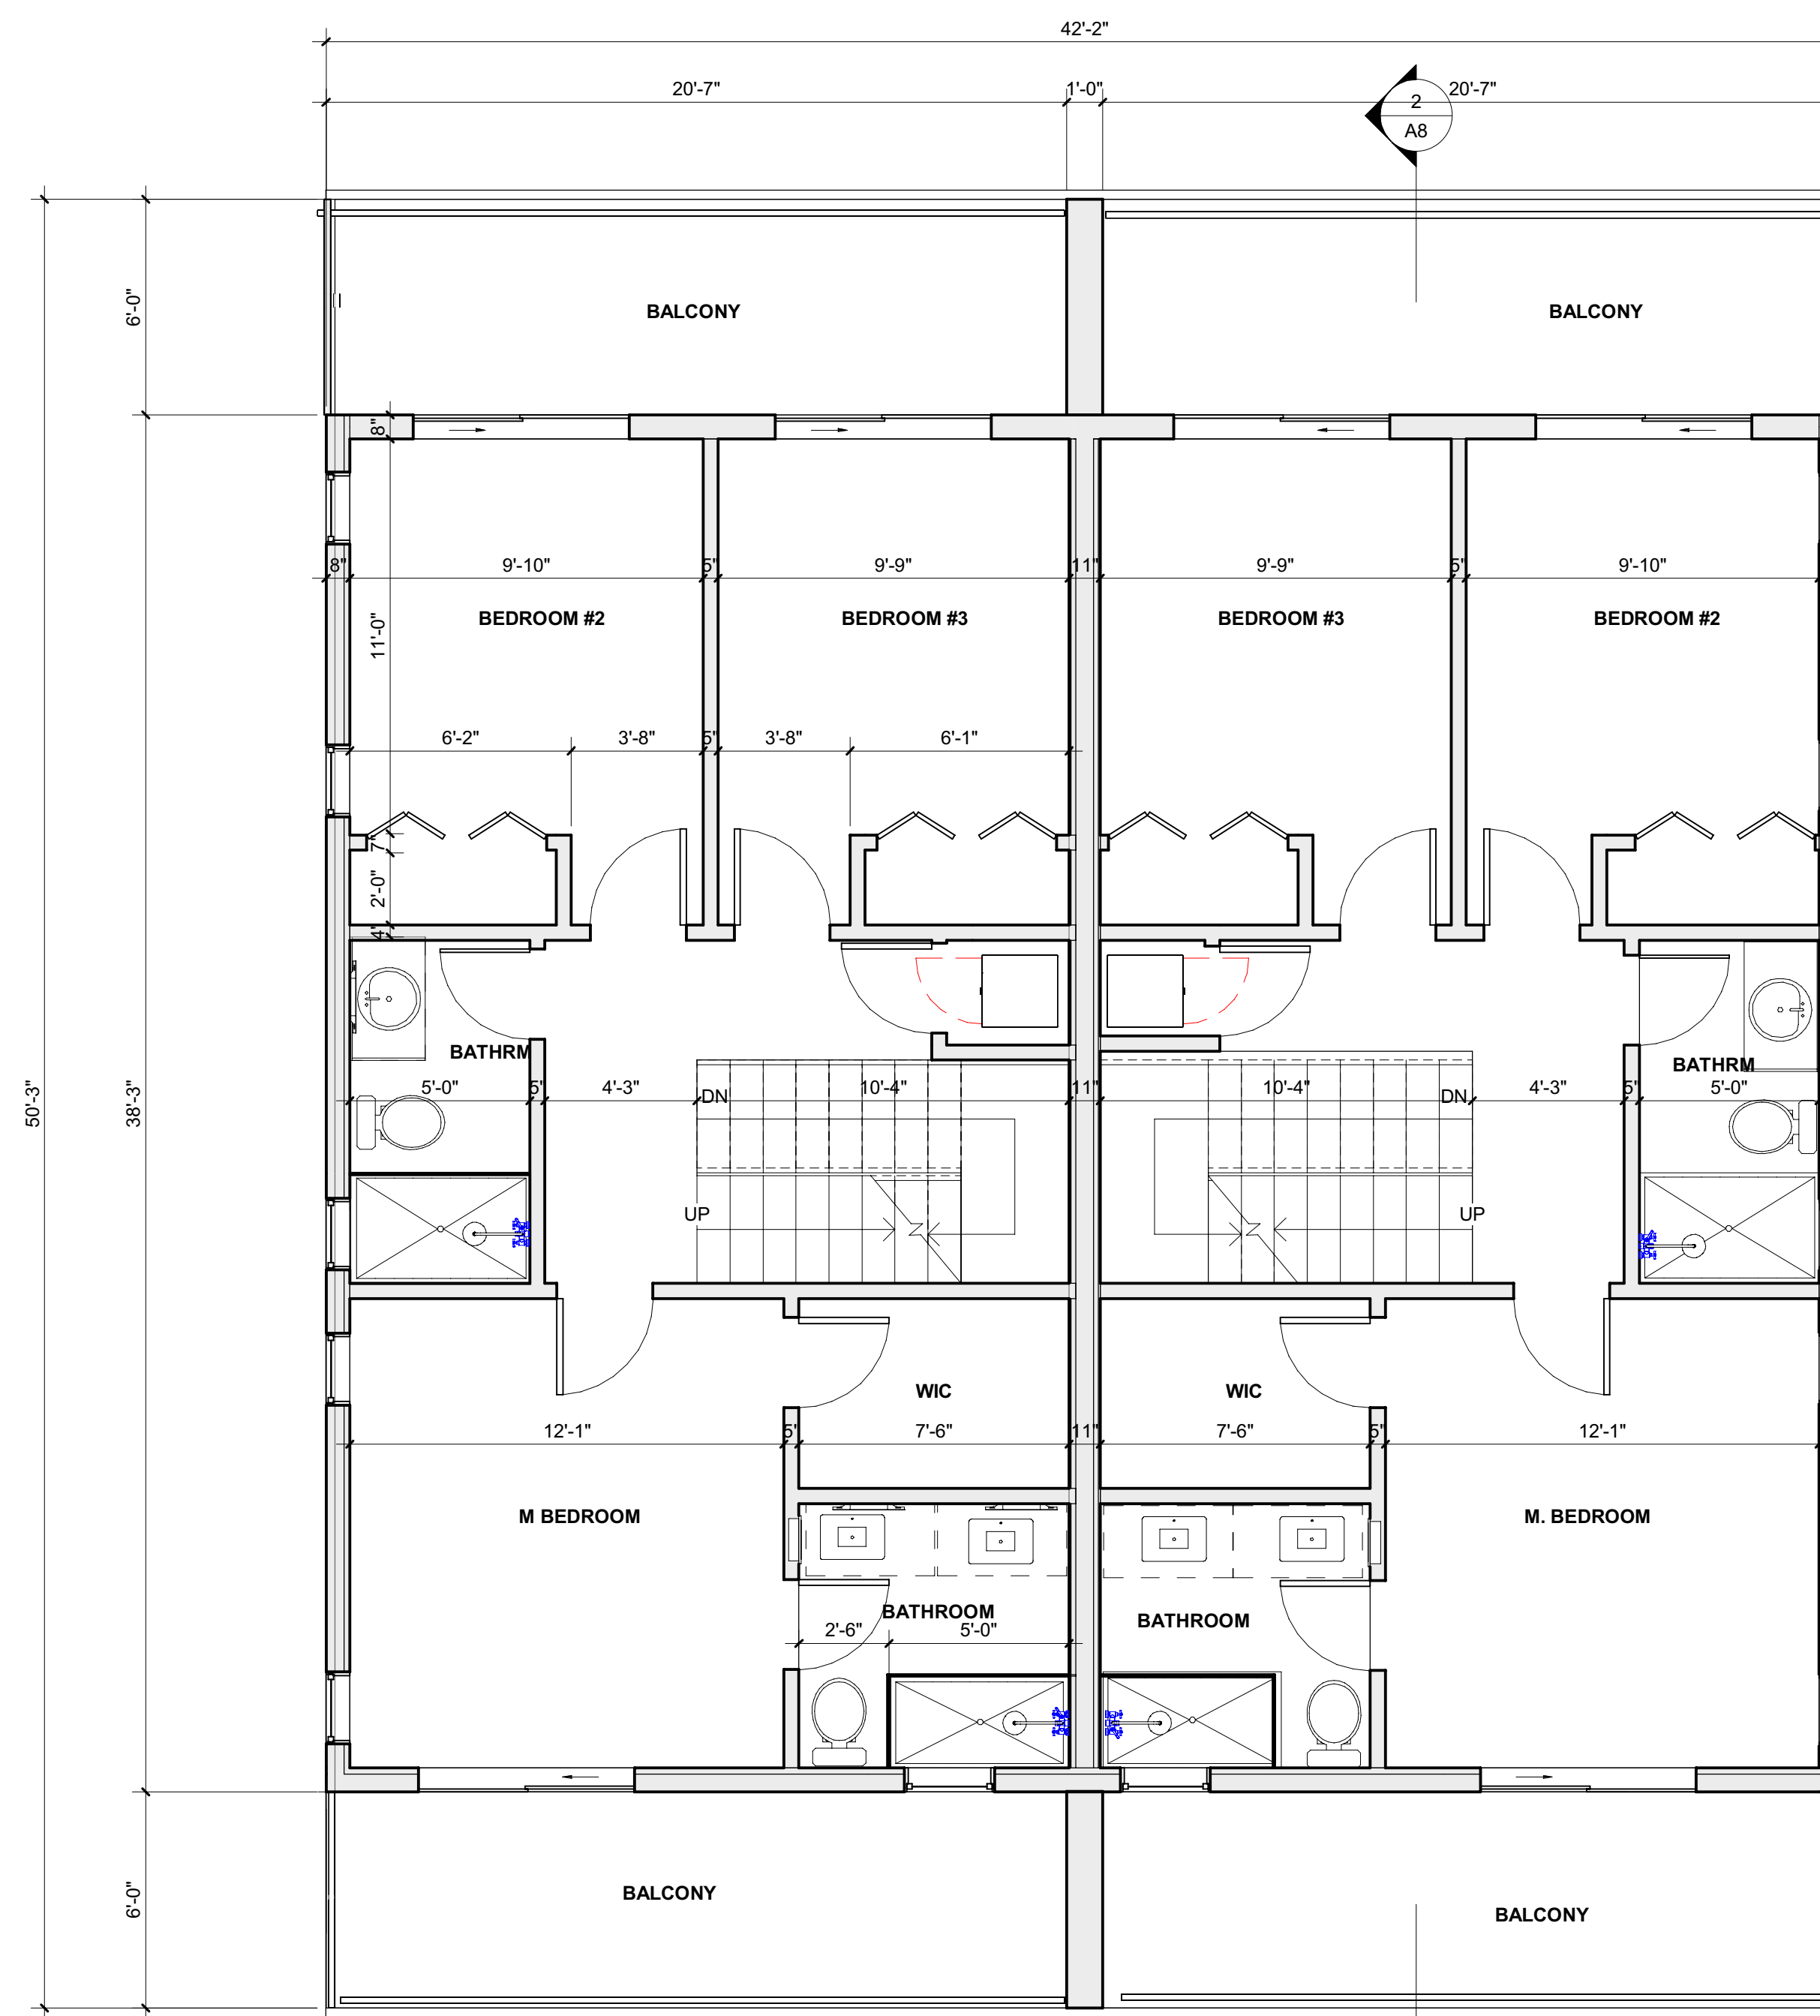 42'-2"
20'-7"
1'-0"
20'-7"
2
A8
6'-0"
BALCONY
BALCONY
8"
8"
9'-10"
5"
9'-9"
11"
9'-9"
5"
9'-10"
BEDROOM #2
BEDROOM #3
BEDROOM #3
BEDROOM #2
11'-0"
6'-2"
3'-8"
5"
3'-8"
6'-1"
7"
2'-0"
4"
BATHRM
BATHRM
50'-3"
38'-3"
5'-0"
5"
4'-3"
DN
10'-4"
11"
10'-4"
DN
4'-3"
5"
5'-0"
UP
UP
WIC
WIC
12'-1"
5"
7'-6"
11"
7'-6"
5"
12'-1"
M BEDROOM
M. BEDROOM
BATHROOM
BATHROOM
2'-6"
5'-0"
6'-0"
BALCONY
BALCONY